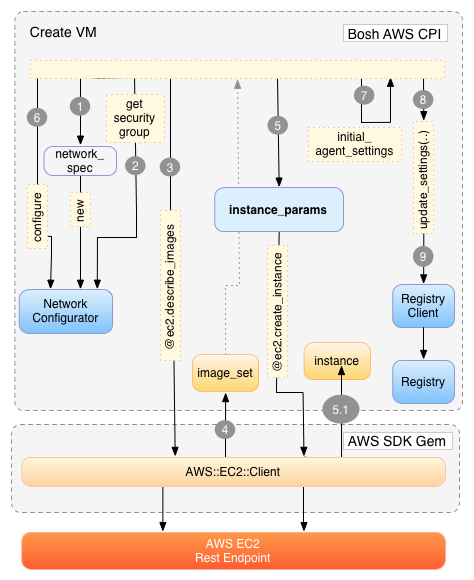 Create VM
Bosh AWS CPI
6
1
get
security
group
2
3
5
7
8
initial_
agent_settings
network_
spec
configure
new
@ec2.describe_images
instance_params
@ec2.create_instance
update_settings(..)
9
Network
Configurator
Registry
Client
image_set
instance
Registry
4
5.1
AWS SDK Gem
AWS::EC2::Client
AWS EC2
Rest Endpoint